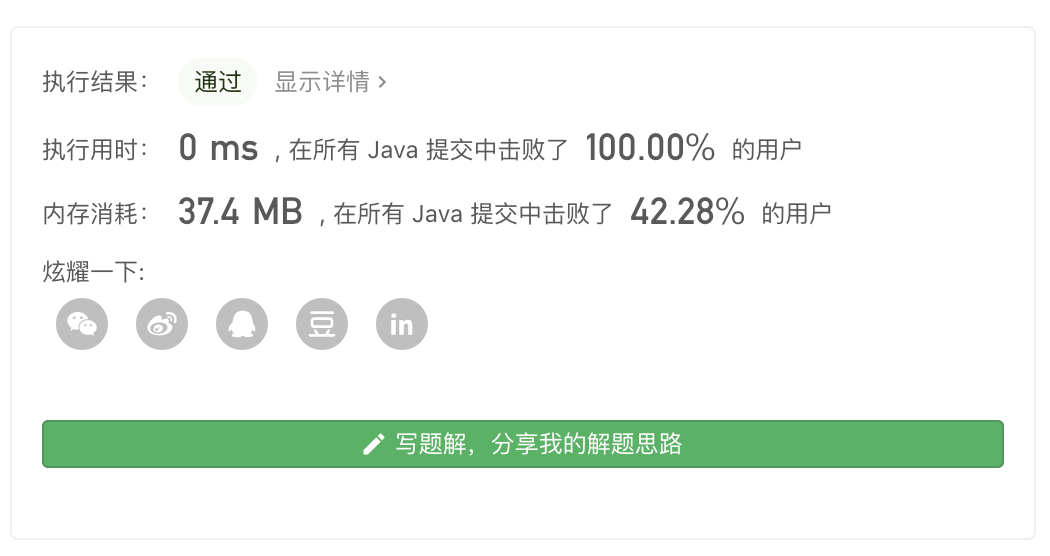 执行结果： 通过 显示详情 >
执行用时： 0 ms , 在所有 Java 提交中击败了 100.00% 的用户
内存消耗： 37.4 MB , 在所有 Java 提交中击败了 42.28% 的用户
炫耀一下:
豆 in
写题解，分享我的解题思路